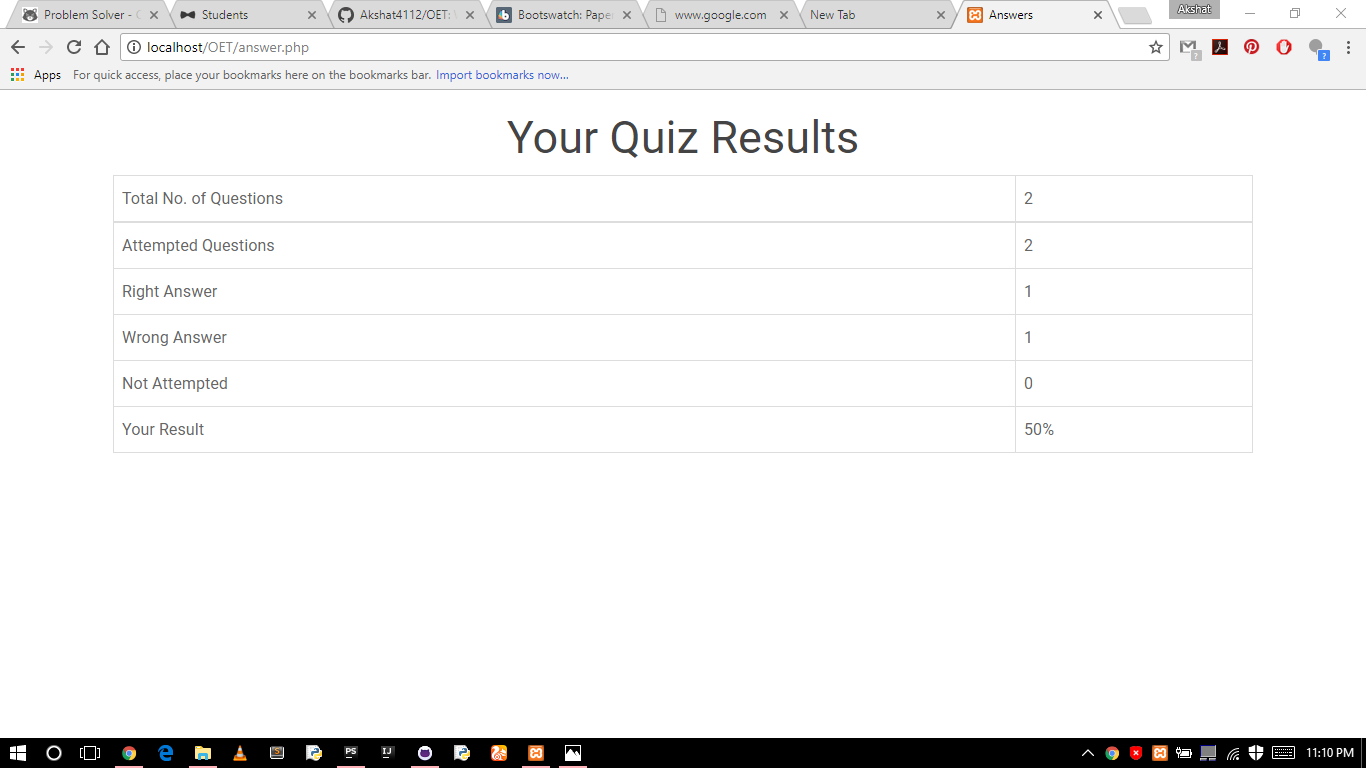 Problem Solver - C
Students
Akshat4112/OET:
Bootswatch: Pape
www.google.com
New Tab
Answers
Akshat
localhost/OET/answer.php
Apps For quick access, place your bookmarks here on the bookmarks bar. Import bookmarks now...
Your Quiz Results
Total No. of Questions 2
Attempted Questions 2
Right Answer 1
Wrong Answer 1
Not Attempted 0
Your Result 50%
PS
IJ
11:10 PM